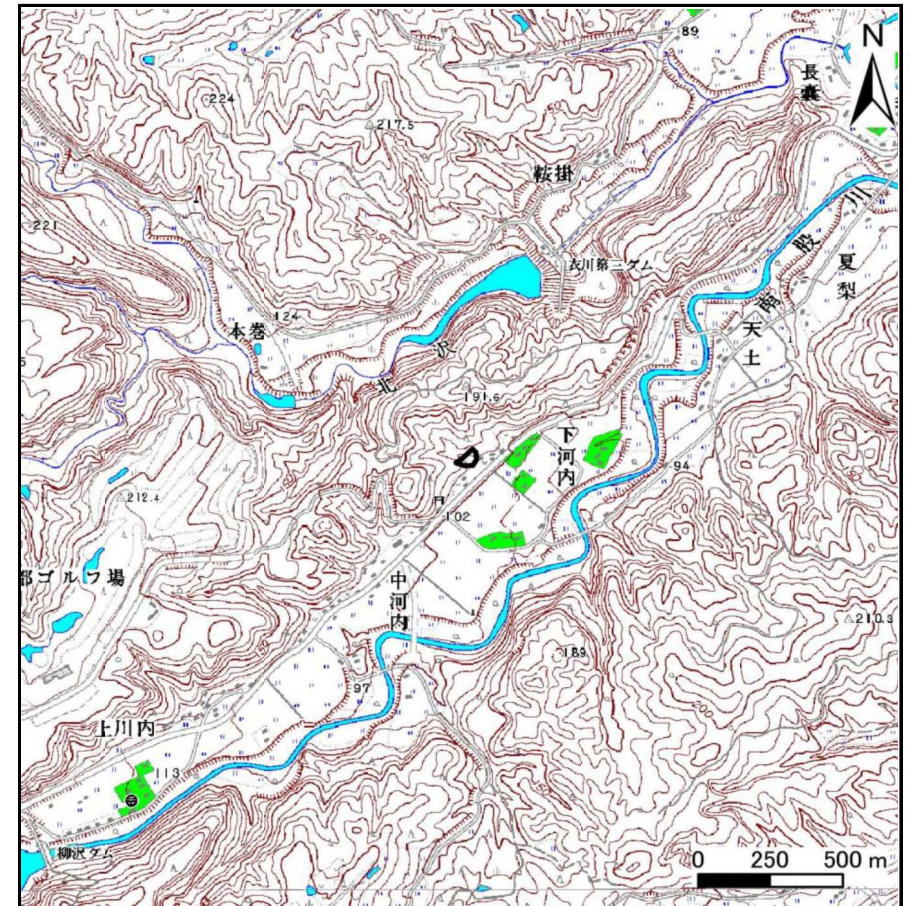 89
N
長嚢
224
217.5
鞍掛
221
衣川第二ダム
南股川
夏梨
124
本巻
北沢
天土
191.6
下河内
94
212.4
102
都ゴルフ場
中河内
210.3
189
97
上川内
113
柳沢ダム
0 250 500 m